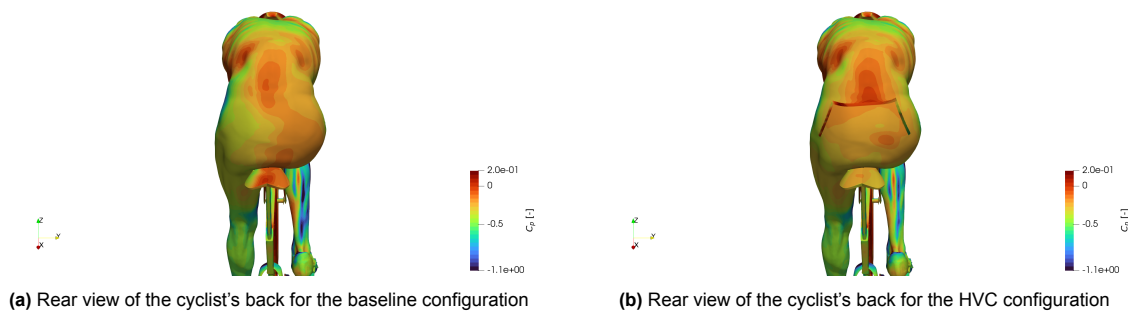 2.0e-01
0
-0.5
-1.1e+00
Cp [-]
Z
Y
X
2.0e-01
0
-0.5
-1.1e+00
Cp [-]
Z
Y
X
(a) Rear view of the cyclist's back for the baseline configuration
(b) Rear view of the cyclist's back for the HVC configuration